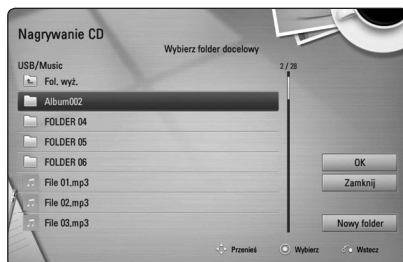 Nagrywanie CD
Wybierz folder docelowy
USB/Music
2 / 28
Fol. wyż.
Album002
FOLDER 04
FOLDER 05
FOLDER 06
File 01.mp3
File 02.mp3
File 03.mp3
OK
Zamknij
Nowy folder
Przenieś
Wybierz
Wstecz